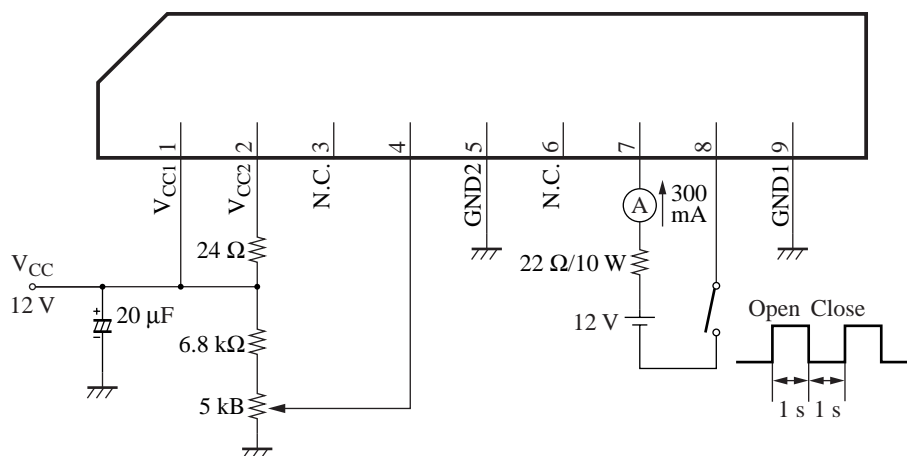 1 2 3 4 5 6 7 8 9
VCC1 VCC2 N.C. GND2 N.C. GND1
A 300
mA
24 Ω
22 Ω/10 W
VCC
12 V
20 µF
+
−
12 V
Open Close
6.8 kΩ
5 kB
1 s 1 s